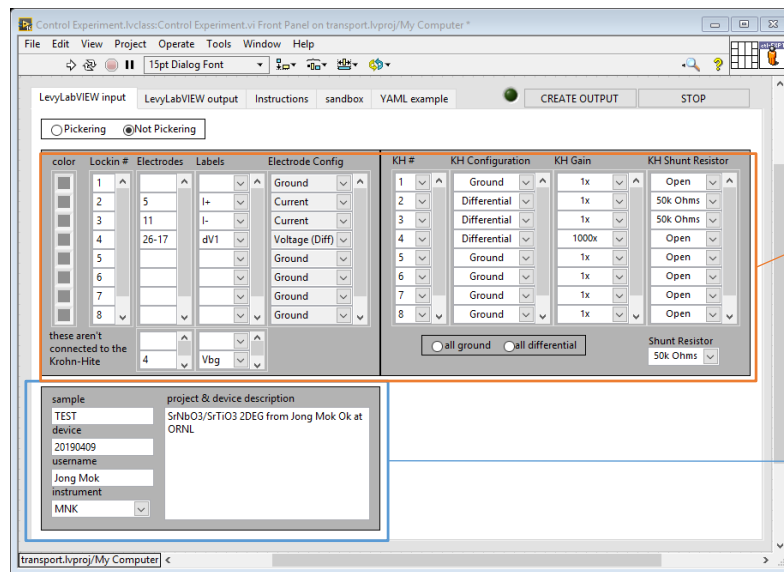 Control Experiment.lvclass:Control Experiment.vi Front Panel on transport.lvproj/My Computer *
File Edit View Project Operate Tools Window Help
15pt Dialog Font
LevyLabVIEW input LevyLabVIEW output Instructions sandbox YAML example CREATE OUTPUT STOP
Pickering Not Pickering
color Lockin # Electrodes Labels Electrode Config KH # KH Configuration KH Gain KH Shunt Resistor
1 Ground 1 Ground 1x Open
2 5 I+ Current 2 Differential 1x 50k Ohms
3 11 I- Current 3 Differential 1x 50k Ohms
4 26-17 dV1 Voltage (Diff) 4 Differential 1000x Open
5 Ground 5 Ground 1x Open
6 Ground 6 Ground 1x Open
7 Ground 7 Ground 1x Open
8 Ground 8 Ground 1x Open
these aren't
connected to the
Krohn-Hite
4 Vbg
all ground all differential
Shunt Resistor
50k Ohms
sample
TEST
device
20190409
username
Jong Mok
instrument
MNK
project & device description
SrNbO3/SrTiO3 2DEG from Jong Mok Ok at
ORNL
transport.lvproj/My Computer